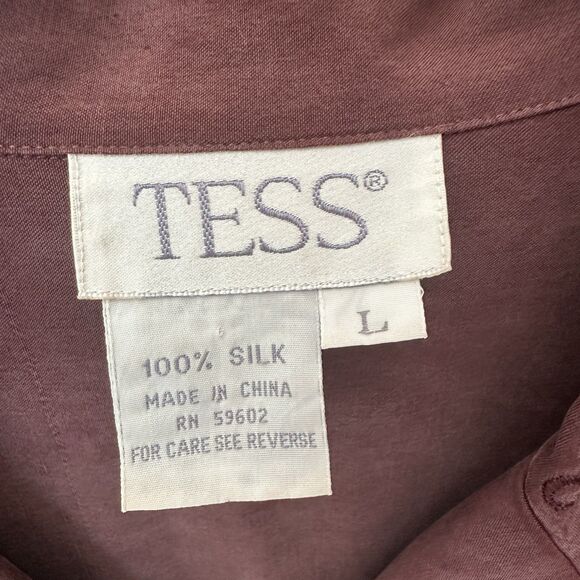 TESS®
L
100% SILK
MADE IN CHINA
RN 59602
FOR CARE SEE REVERSE